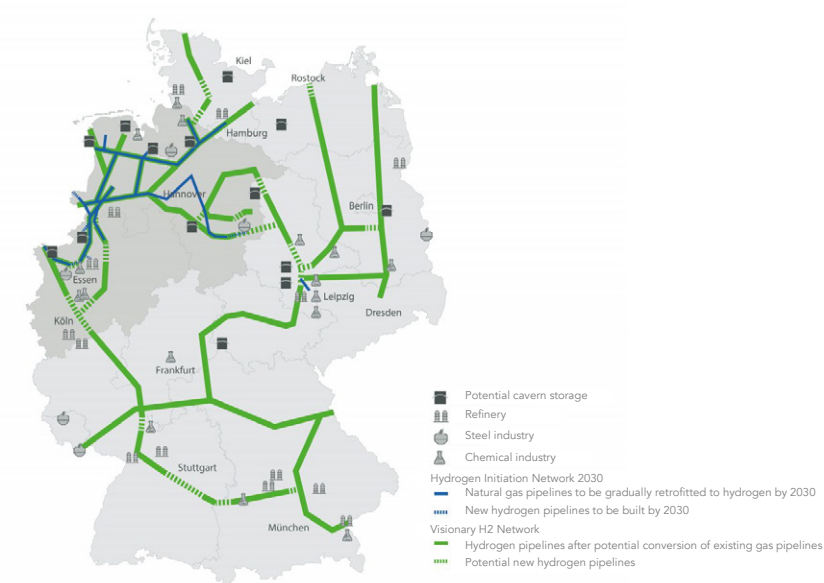 Kiel
Rostock
Hamburg
Hannover
Berlin
Essen
Leipzig
Köln
Dresden
Frankfurt
Stuttgart
München
Potential cavern storage
Refinery
Steel industry
Chemical industry
Hydrogen Initiation Network 2030
Natural gas pipelines to be gradually retrofitted to hydrogen by 2030
New hydrogen pipelines to be built by 2030
Visionary H2 Network
Hydrogen pipelines after potential conversion of existing gas pipelines
Potential new hydrogen pipelines